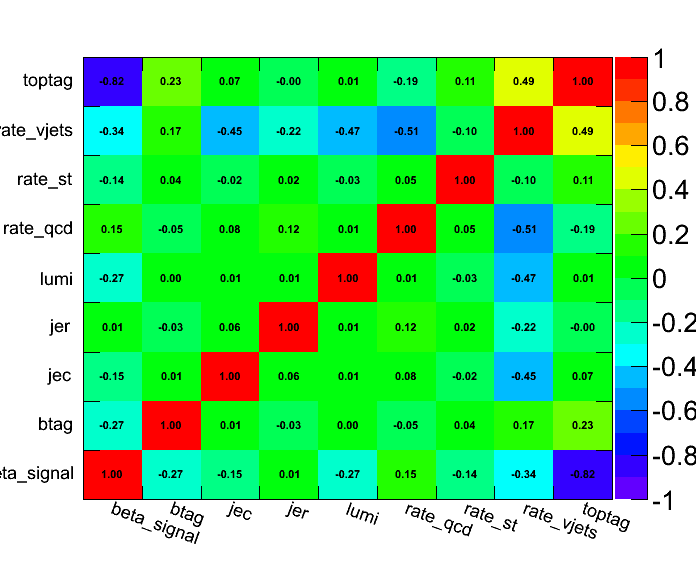 toptag -0.82 0.23 0.07 -0.00 0.01 -0.19 0.11 0.49 1.00
rate_vjets -0.34 0.17 -0.45 -0.22 -0.47 -0.51 -0.10 1.00 0.49
rate_st -0.14 0.04 -0.02 0.02 -0.03 0.05 1.00 -0.10 0.11
rate_qcd 0.15 -0.05 0.08 0.12 0.01 1.00 0.05 -0.51 -0.19
lumi -0.27 0.00 0.01 0.01 1.00 0.01 -0.03 -0.47 0.01
jer 0.01 -0.03 0.06 1.00 0.01 0.12 0.02 -0.22 -0.00
jec -0.15 0.01 1.00 0.06 0.01 0.08 -0.02 -0.45 0.07
btag -0.27 1.00 0.01 -0.03 0.00 -0.05 0.04 0.17 0.23
eta_signal 1.00 -0.27 -0.15 0.01 -0.27 0.15 -0.14 -0.34 -0.82
beta_signal btag jec jer lumi rate_qcd rate_st rate_vjets toptag
1
0.8
0.6
0.4
0.2
0
-0.2
-0.4
-0.6
-0.8
-1